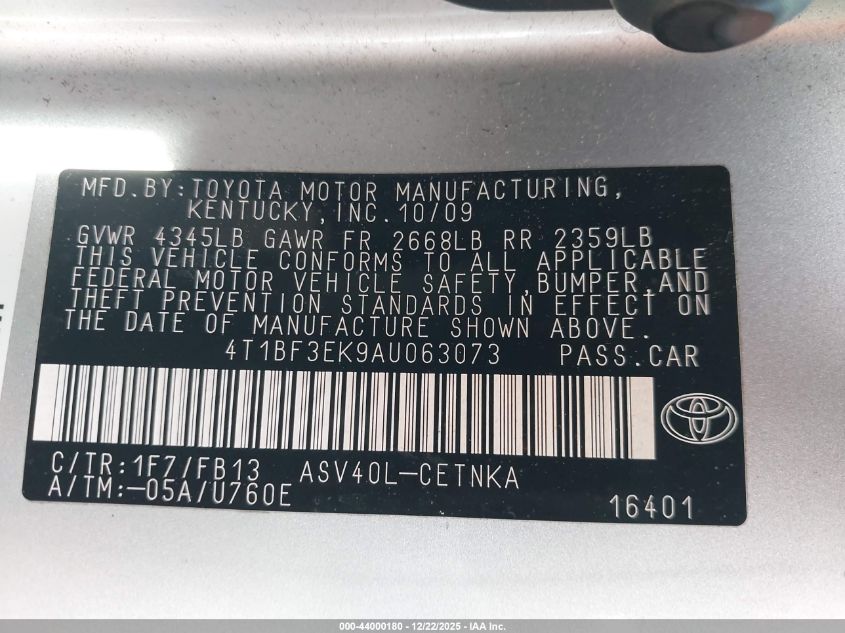 MFD. BY: TOYOTA MOTOR MANUFACTURING,
KENTUCKY, INC. 10/09
GVWR 4345LB GAWR FR 2668LB RR 2359LB
THIS VEHICLE CONFORMS TO ALL APPLICABLE
FEDERAL MOTOR VEHICLE SAFETY, BUMPER, AND
THEFT PREVENTION STANDARDS IN EFFECT ON
THE DATE OF MANUFACTURE SHOWN ABOVE.
4T1BF3EK9AU063073 PASS. CAR
C/TR: 1F7/FB13 ASV40L-CETNKA
A/TM: -05A/U760E 16401
000-44000180 • 12/22/2025 - IAA Inc.